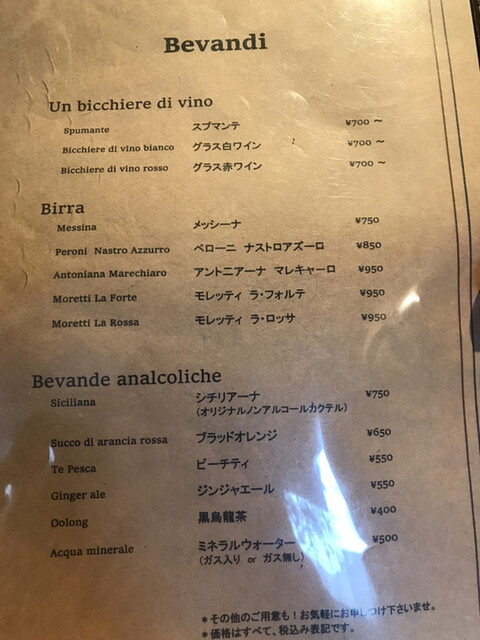 Bevandi
Un bicchiere di vino
Spumante スプマンテ ¥700 ～
Bicchiere di vino bianco グラス白ワイン ¥700 ～
Bicchiere di vino rosso グラス赤ワイン ¥700 ～
Birra
Messina メッシーナ ¥750
Peroni Nastro Azzurro ペローニ ナストロアズーロ ¥850
Antoniana Marechiaro アントニアーナ マレキャーロ ¥950
Moretti La Forte モレッティ ラ・フォルテ ¥950
Moretti La Rossa モレッティ ラ・ロッサ ¥950
Bevande analcoliche
Siciliana シチリアーナ ¥750
(オリジナルノンアルコールカクテル)
Succo di arancia rossa ブラッドオレンジ ¥650
Te Pesca ピーチティ ¥550
Ginger ale ジンジャエール ¥550
Oolong 黒烏龍茶 ¥400
Acqua minerale ミネラルウォーター ¥500
(ガス入り or ガス無し)
＊その他のご用意も！お気軽にお申しつけ下さいませ。
＊価格はすべて、税込み表記です。